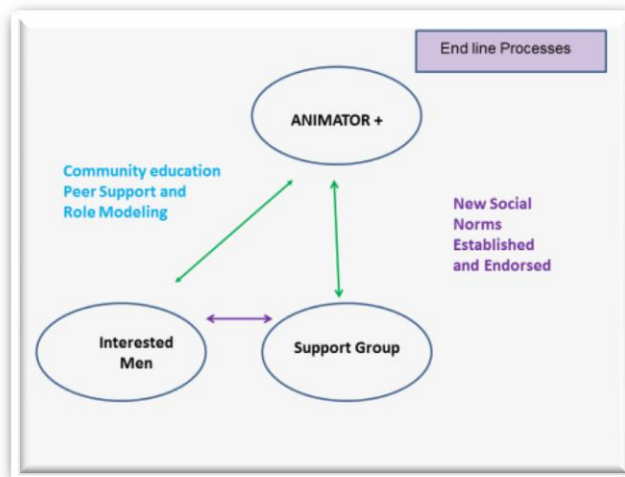 End line Processes
ANIMATOR +
Community education
Peer Support and
Role Modeling
New Social
Norms
Established
and Endorsed
Interested
Men
Support Group